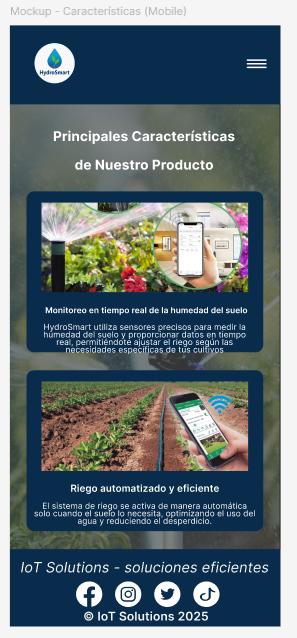 Mockup - Características (Mobile)
HydroSmart
Principales Características
de Nuestro Producto
Monitoreo en tiempo real de la humedad del suelo
HydroSmart utiliza sensores precisos para medir la
humedad del suelo y proporcionar datos en tiempo
real, permitiéndote ajustar el riego según las
necesidades específicas de tus cultivos
Riego automatizado y eficiente
El sistema de riego se activa de manera automática
solo cuando el suelo lo necesita, optimizando el uso del
agua y reduciendo el desperdicio.
IoT Solutions - soluciones eficientes
© IoT Solutions 2025